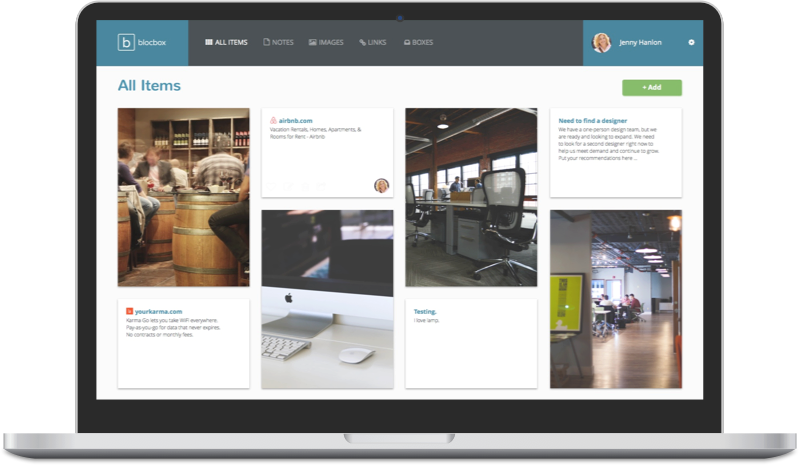 b blocbox
ALL ITEMS
NOTES
IMAGES
LINKS
BOXES
Jenny Hanlon
All Items
+ Add
airbnb.com
Vacation Rentals, Homes, Apartments, &
Rooms for Rent - Airbnb
Need to find a designer
We have a one-person design team, but we
are ready and looking to expand. We need
to look for a second designer right now to
help us meet demand and continue to grow.
Put your recommendations here ...
yourkarma.com
Karma Go lets you take WiFi everywhere.
Pay-as-you-go for data that never expires.
No contracts or monthly fees.
Testing.
I love lamp.